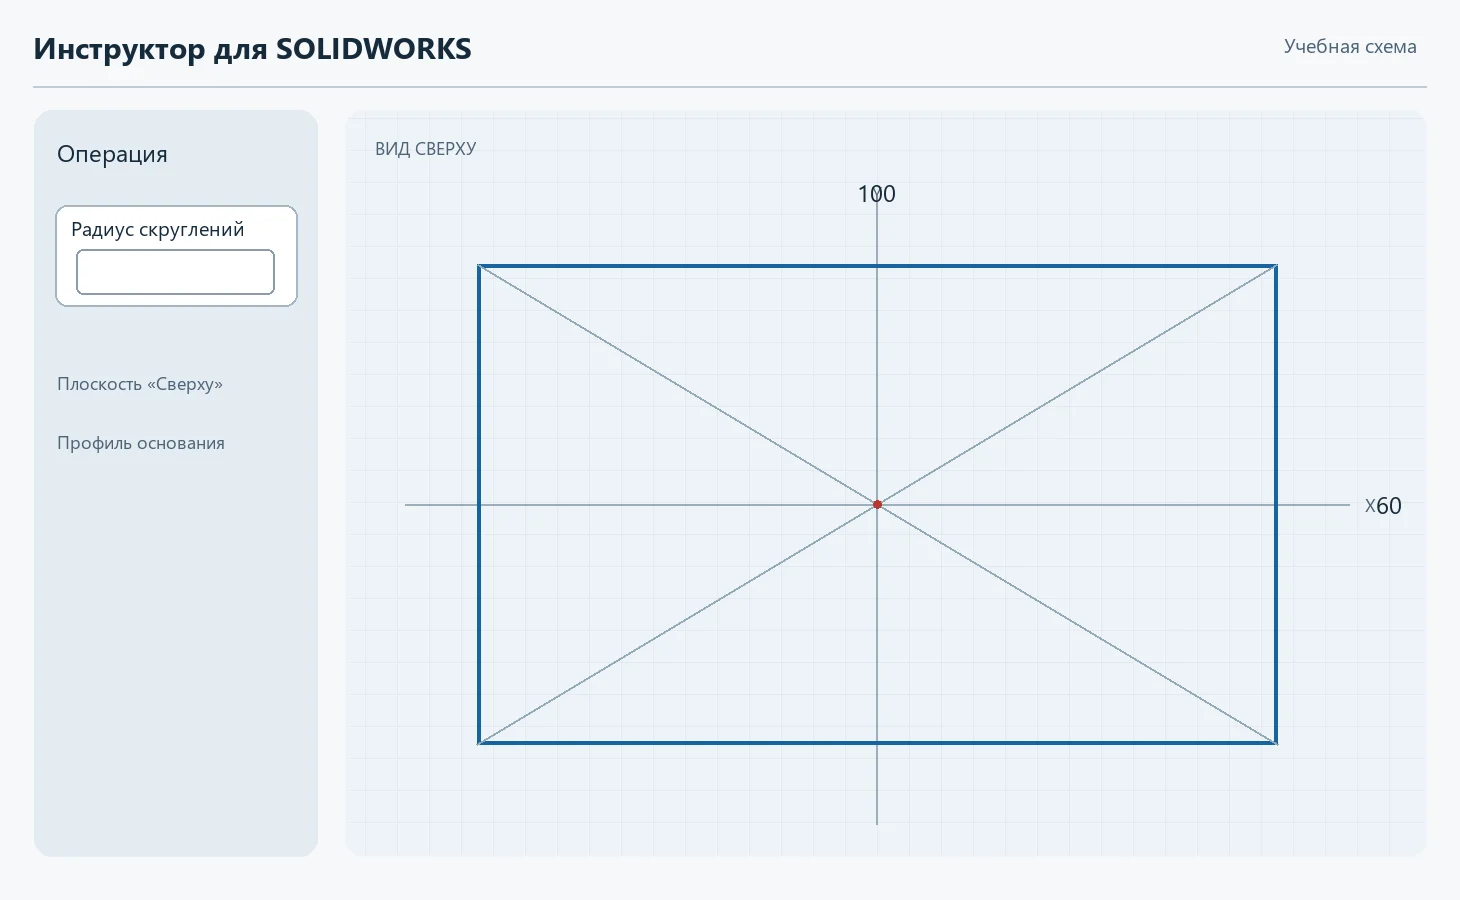 Инструктор для SOLIDWORKS
Учебная схема
Операция
Радиус скруглений
Плоскость «Сверху»
Профиль основания
ВИД СВЕРХУ
100
Y
X60